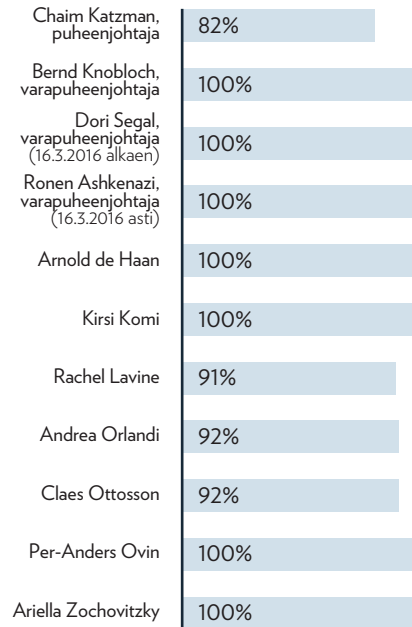 Chaim Katzman,
puheenjohtaja
82%
Bernd Knobloch,
varapuheenjohtaja
100%
Dori Segal,
varapuheenjohtaja
(16.3.2016 alkaen)
100%
Ronen Ashkenazi,
varapuheenjohtaja
(16.3.2016 asti)
100%
Arnold de Haan
100%
Kirsi Komi
100%
Rachel Lavine
91%
Andrea Orlandi
92%
Claes Ottosson
92%
Per-Anders Ovin
100%
Ariella Zochovitzky
100%